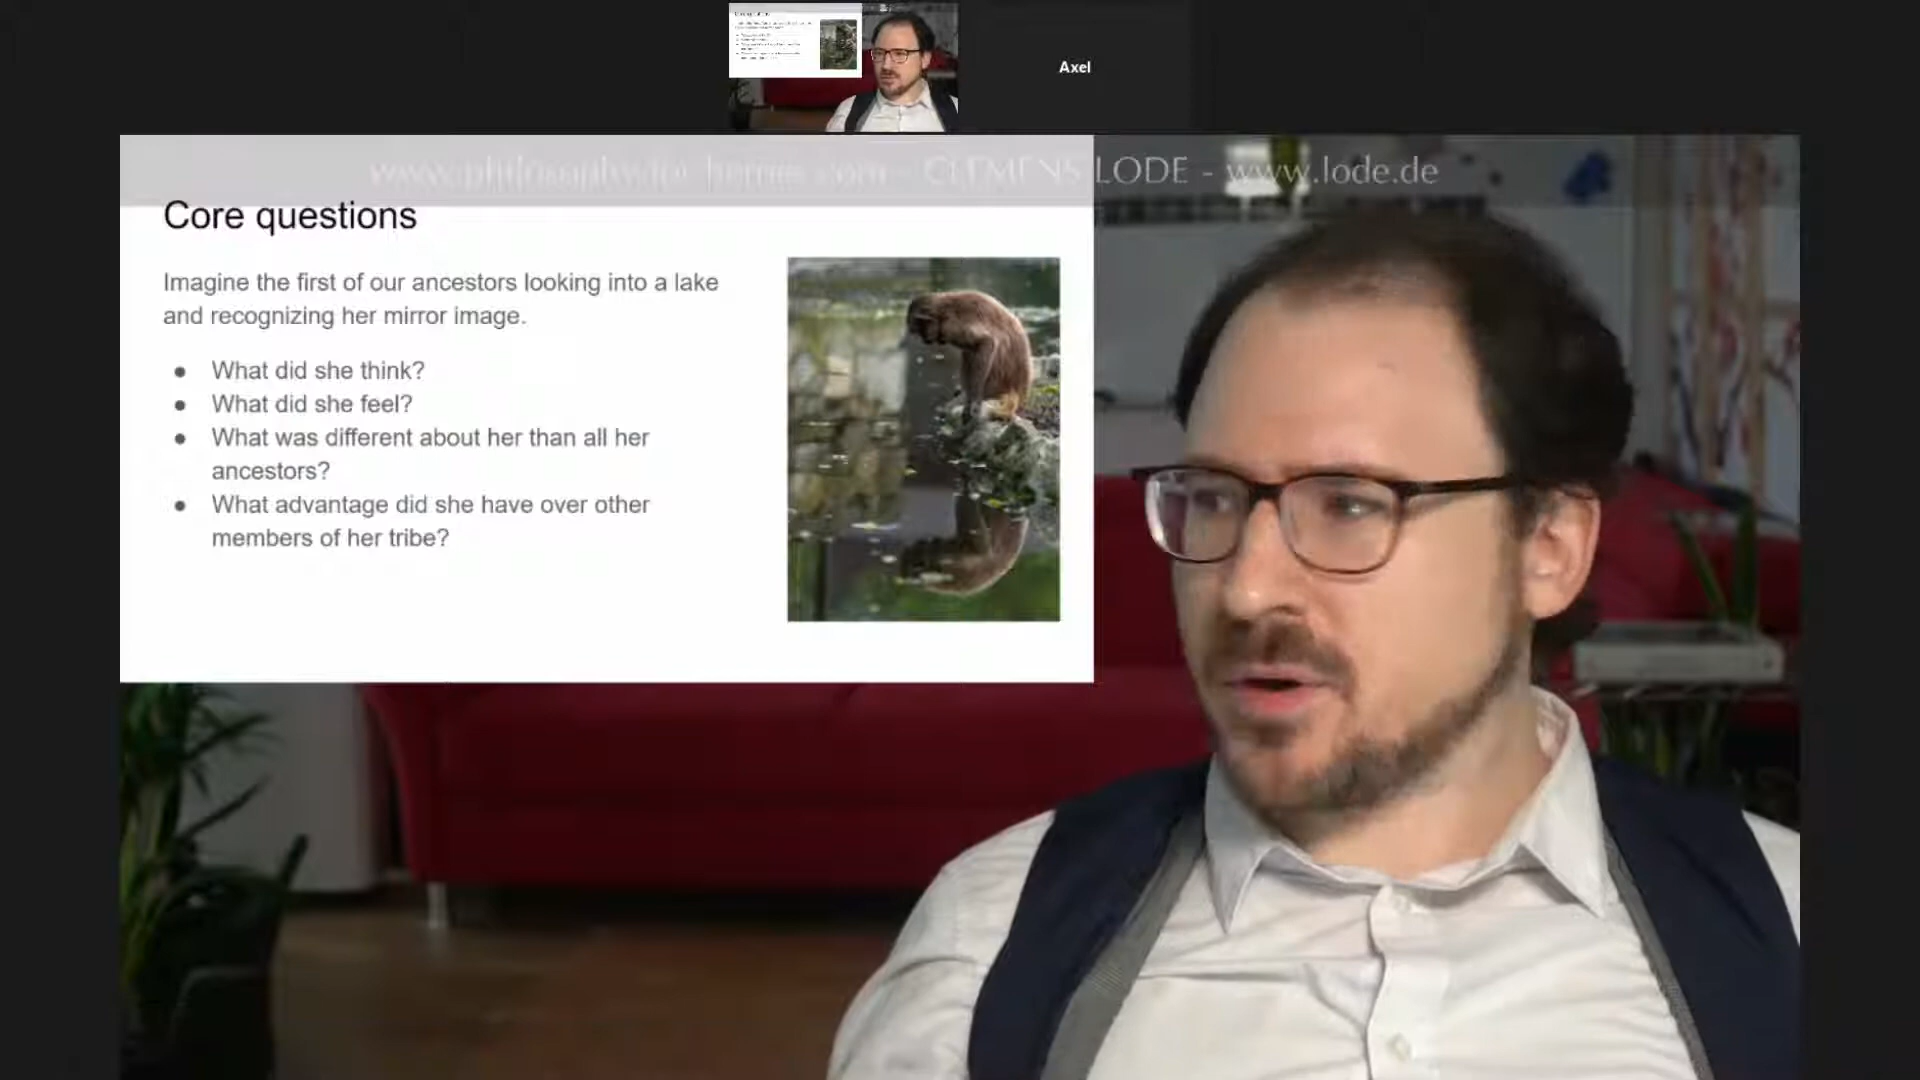 Axel
CLEMENS LODE - www.lode.de
Core questions
Imagine the first of our ancestors looking into a lake
and recognizing her mirror image.
● What did she think?
● What did she feel?
● What was different about her than all her
ancestors?
● What advantage did she have over other
members of her tribe?